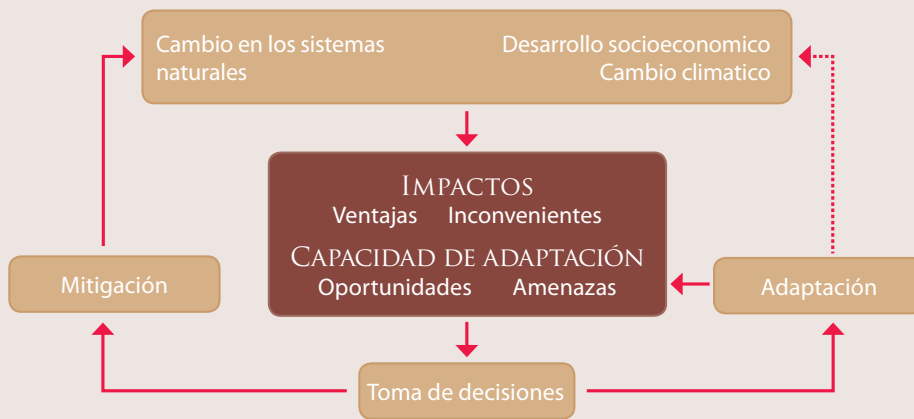 Cambio en los sistemas
naturales
Desarrollo socioeconomico
Cambio climatico
IMPACTOS
Ventajas Inconvenientes
CAPACIDAD DE ADAPTACIÓN
Oportunidades Amenazas
Mitigación
Adaptación
Toma de decisiones